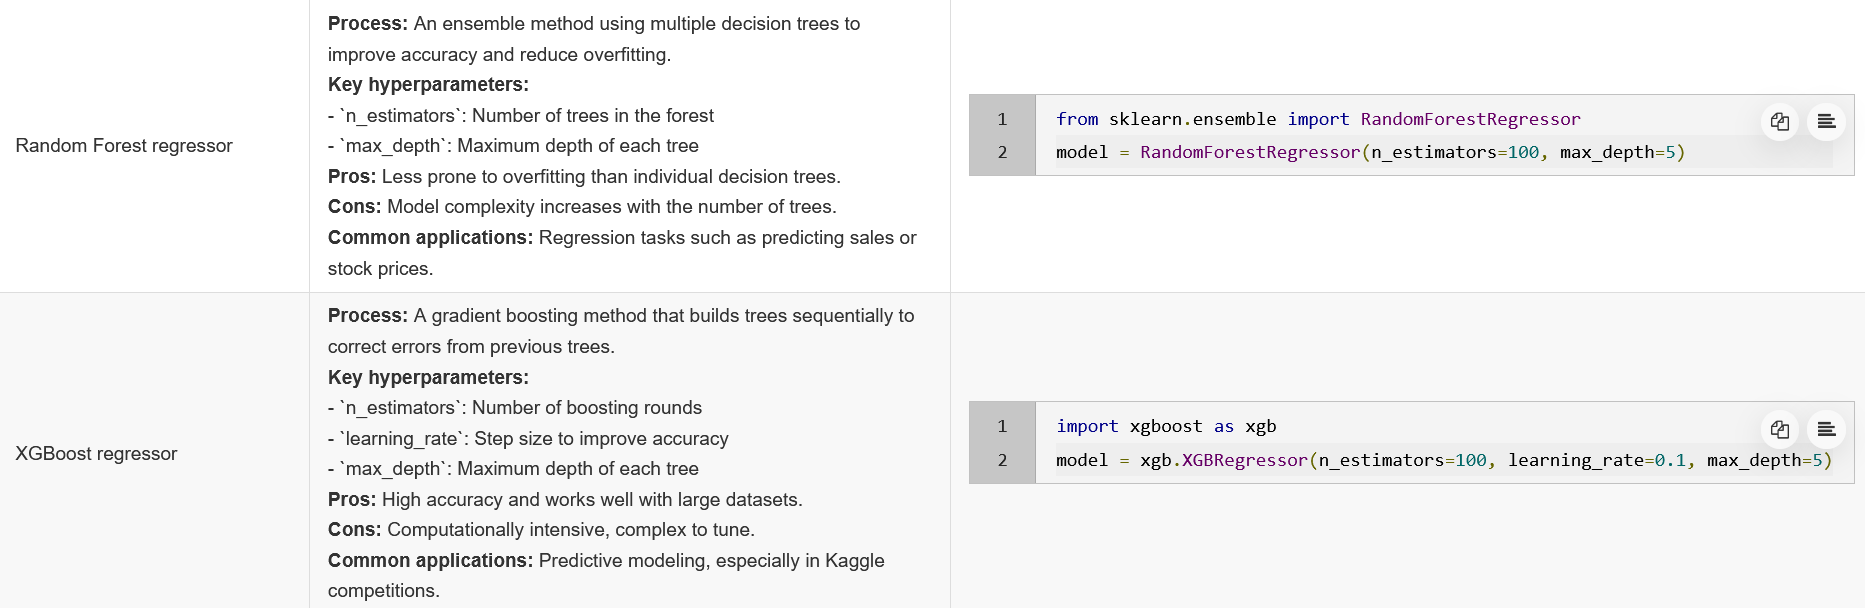 Random Forest regressor
Process: An ensemble method using multiple decision trees to
improve accuracy and reduce overfitting.
Key hyperparameters:
- `n_estimators`: Number of trees in the forest
- `max_depth`: Maximum depth of each tree
Pros: Less prone to overfitting than individual decision trees.
Cons: Model complexity increases with the number of trees.
Common applications: Regression tasks such as predicting sales or
stock prices.
1 from sklearn.ensemble import RandomForestRegressor
2 model = RandomForestRegressor(n_estimators=100, max_depth=5)
XGBoost regressor
Process: A gradient boosting method that builds trees sequentially to
correct errors from previous trees.
Key hyperparameters:
- `n_estimators`: Number of boosting rounds
- `learning_rate`: Step size to improve accuracy
- `max_depth`: Maximum depth of each tree
Pros: High accuracy and works well with large datasets.
Cons: Computationally intensive, complex to tune.
Common applications: Predictive modeling, especially in Kaggle
competitions.
1 import xgboost as xgb
2 model = xgb.XGBRegressor(n_estimators=100, learning_rate=0.1, max_depth=5)